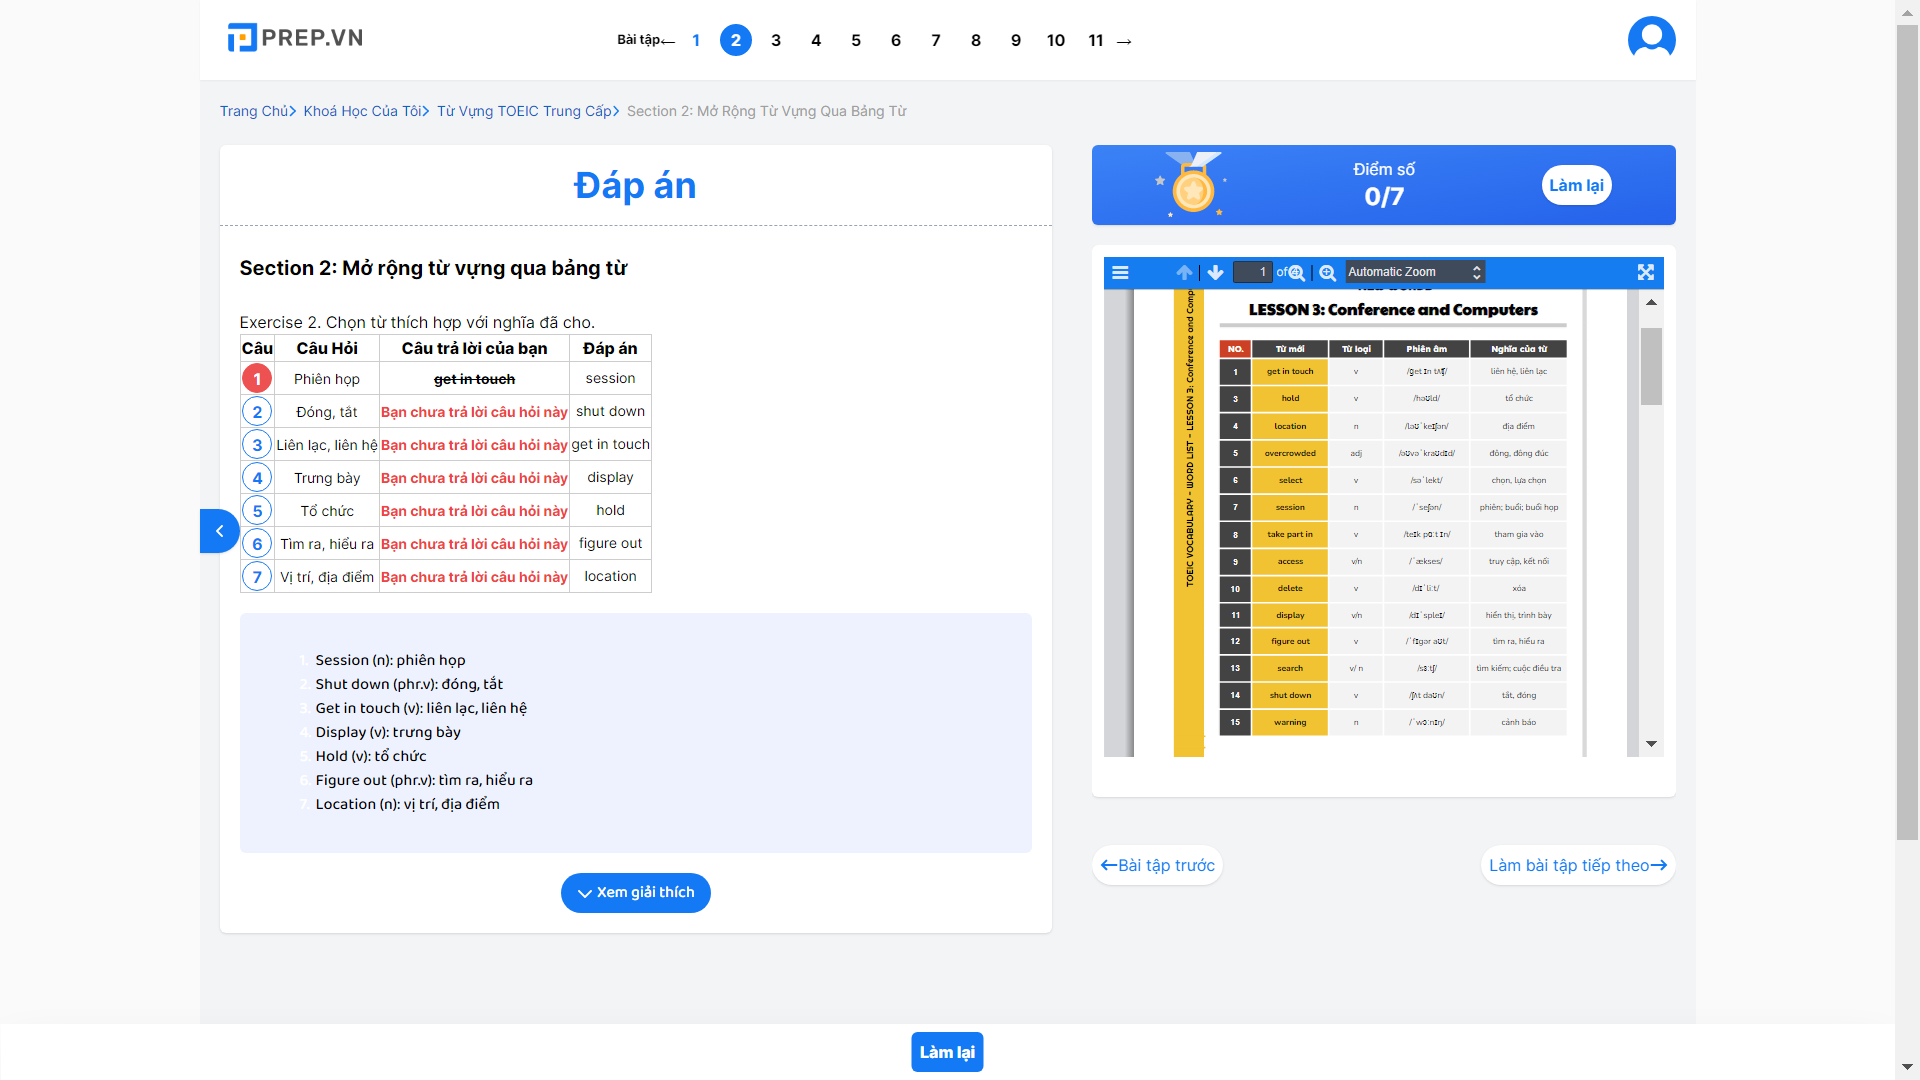 PREP.VN
Bài tập← 1 2 3 4 5 6 7 8 9 10 11 →
Trang Chủ> Khoá Học Của Tôi> Từ Vựng TOEIC Trung Cấp> Section 2: Mở Rộng Từ Vựng Qua Bảng Từ
Đáp án
Section 2: Mở rộng từ vựng qua bảng từ
Exercise 2. Chọn từ thích hợp với nghĩa đã cho.
Câu Câu Hỏi Câu trả lời của bạn Đáp án
1 Phiên họp get in touch session
2 Đóng, tắt Bạn chưa trả lời câu hỏi này shut down
3 Liên lạc, liên hệ Bạn chưa trả lời câu hỏi này get in touch
4 Trưng bày Bạn chưa trả lời câu hỏi này display
5 Tổ chức Bạn chưa trả lời câu hỏi này hold
6 Tìm ra, hiểu ra Bạn chưa trả lời câu hỏi này figure out
7 Vị trí, địa điểm Bạn chưa trả lời câu hỏi này location
1. Session (n): phiên họp
2. Shut down (phr.v): đóng, tắt
3. Get in touch (v): liên lạc, liên hệ
4. Display (v): trưng bày
5. Hold (v): tổ chức
6. Figure out (phr.v): tìm ra, hiểu ra
7. Location (n): vị trí, địa điểm
Xem giải thích
Điểm số
0/7
Làm lại
1 of Automatic Zoom
TOEIC VOCABULARY - WORD LIST - LESSON 3: Conference and Comp
LESSON 3: Conference and Computers
NO. Từ mới Từ loại Phiên âm Nghĩa của từ
1 get in touch v /ɡet ɪn tʌʧ/ liên hệ, liên lạc
3 hold v /həʊld/ tổ chức
4 location n /ləʊˈkeɪʃən/ địa điểm
5 overcrowded adj /əʊvəˈkraʊdɪd/ đông, đông đúc
6 select v /səˈlekt/ chọn, lựa chọn
7 session n /ˈseʃən/ phiên; buổi; buổi họp
8 take part in v /teɪk pɑːt ɪn/ tham gia vào
9 access v/n /ˈækses/ truy cập, kết nối
10 delete v /dɪˈliːt/ xóa
11 display v/n /dɪˈspleɪ/ hiển thị, trình bày
12 figure out v /ˈfɪɡər aʊt/ tìm ra, hiểu ra
13 search v/ n /sɜːtʃ/ tìm kiếm; cuộc điều tra
14 shut down v /ʃʌt daʊn/ tắt, đóng
15 warning n /ˈwɔːnɪŋ/ cảnh báo
←Bài tập trước
Làm bài tập tiếp theo→
Làm lại